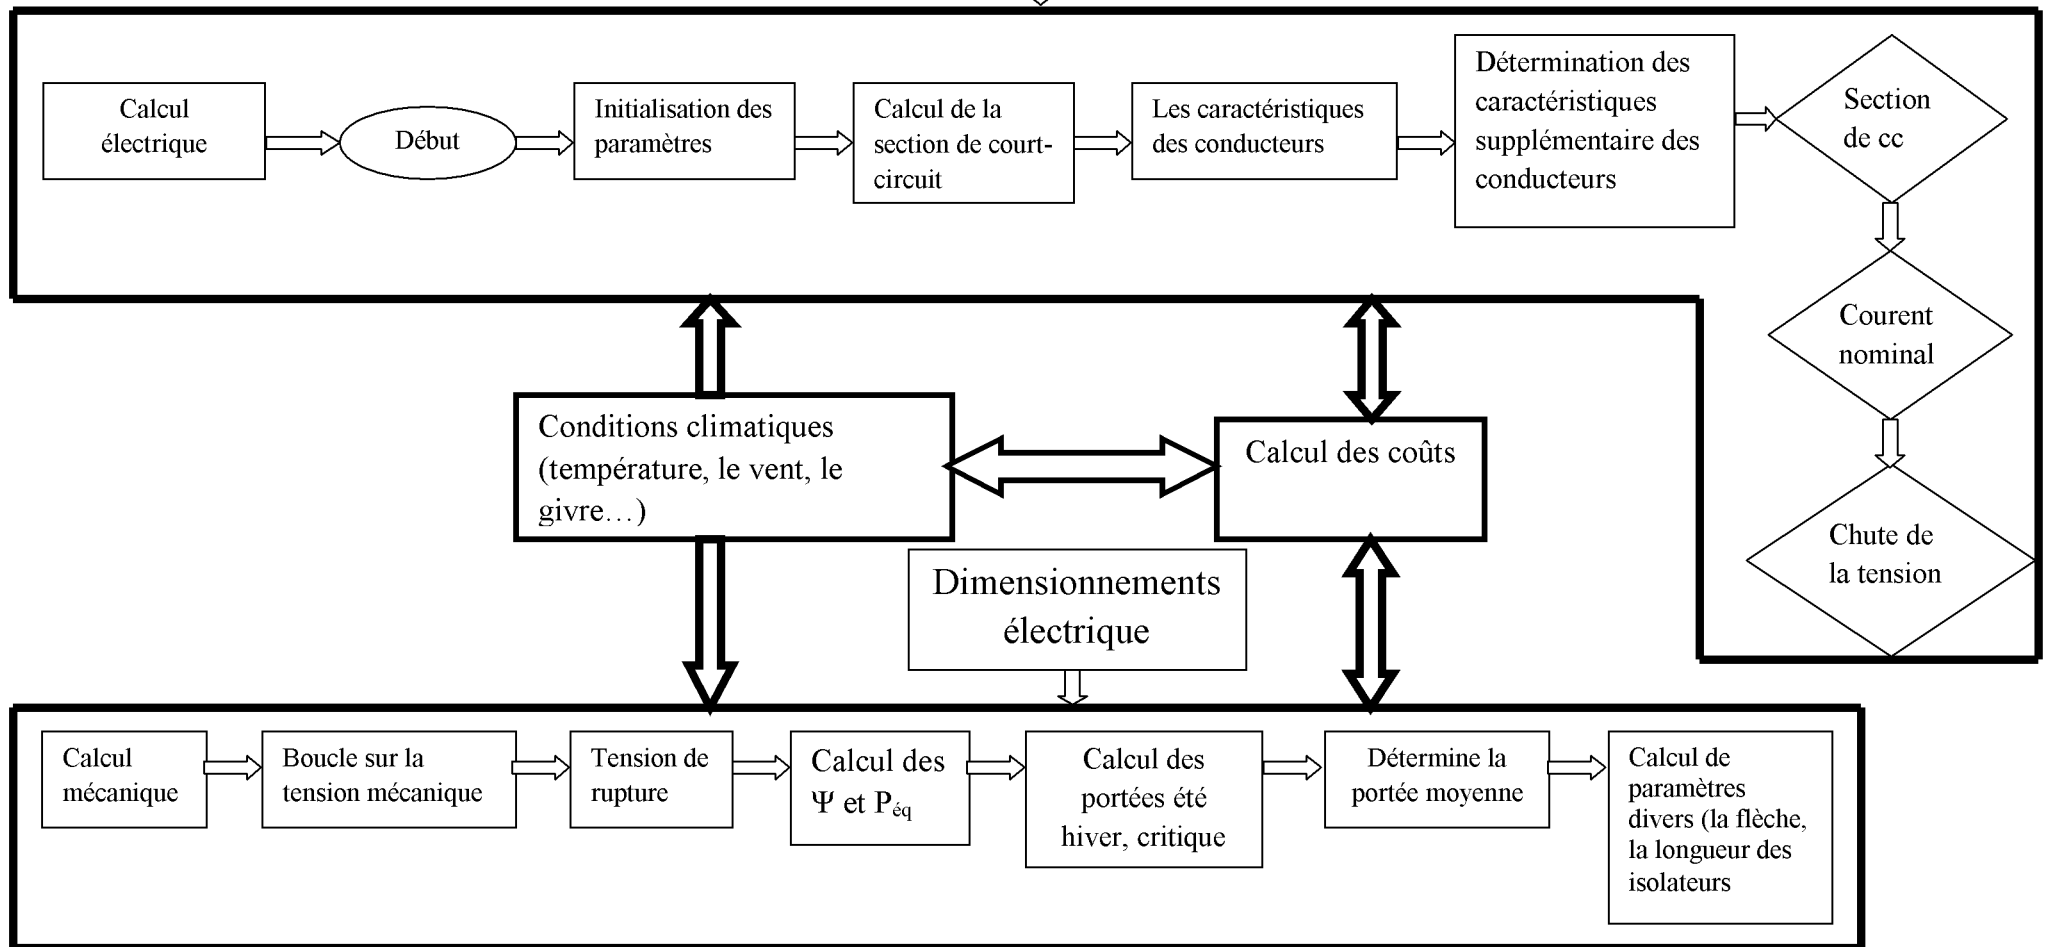 Calcul
électrique
Début
Initialisation des
paramètres
Calcul de la
section de court-
circuit
Les caractéristiques
des conducteurs
Détermination des
caractéristiques
supplémentaire des
conducteurs
Section
de cc
Courent
nominal
Chute de
la tension
Conditions climatiques
(température, le vent, le
givre…)
Calcul des coûts
Dimensionnements
électrique
Calcul
mécanique
Boucle sur la
tension mécanique
Tension de
rupture
Calcul des
Ψ et Péq
Calcul des
portées été
hiver, critique
Détermine la
portée moyenne
Calcul de
paramètres
divers (la flèche,
la longueur des
isolateurs